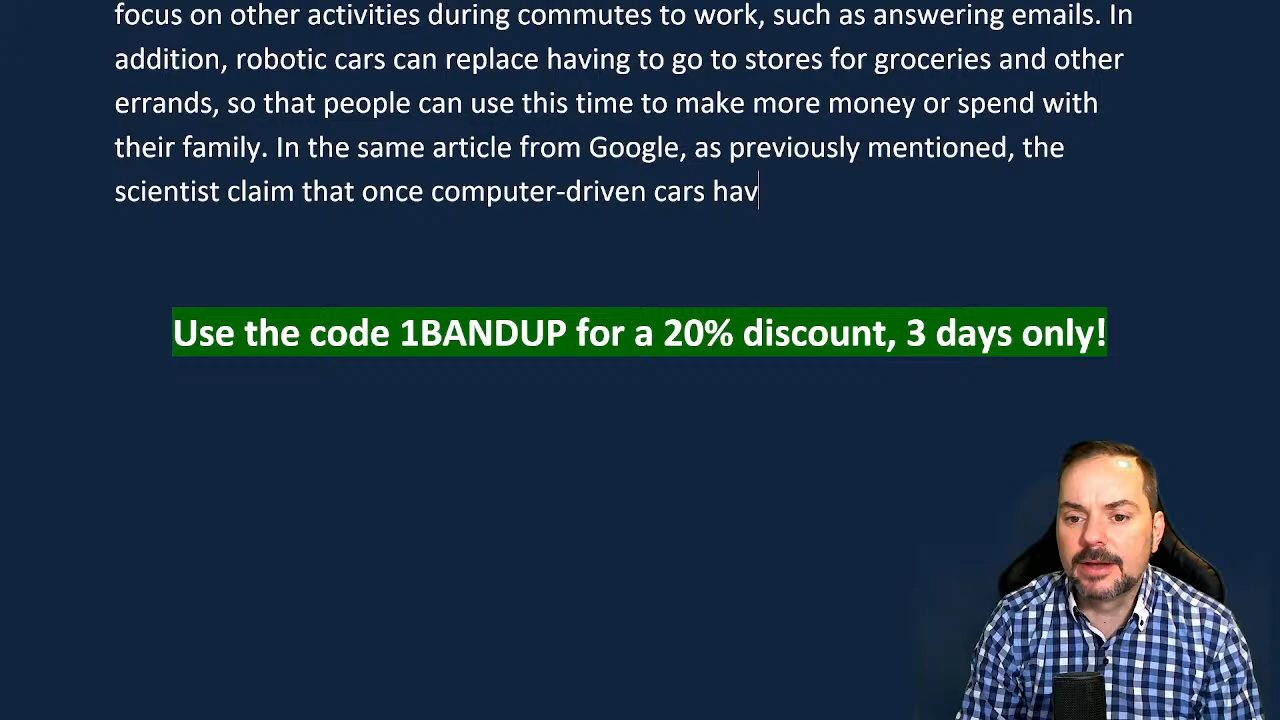 focus on other activities during commutes to work, such as answering emails. In
addition, robotic cars can replace having to go to stores for groceries and other
errands, so that people can use this time to make more money or spend with
their family. In the same article from Google, as previously mentioned, the
scientist claim that once computer-driven cars hav
Use the code 1BANDUP for a 20% discount, 3 days only!